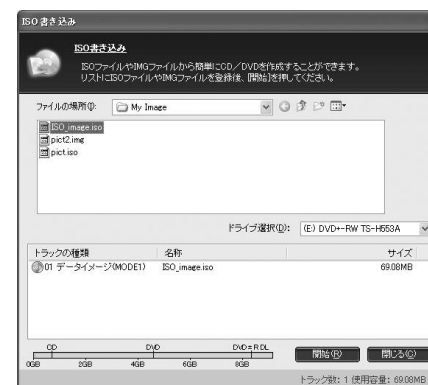 ISO書き込み
ISO書き込み
ISOファイルやIMGファイルから簡単にCD／DVDを作成することができます。
リストにISOファイルやIMGファイルを登録後、[開始]を押してください。
ファイルの場所(I):
My Image
ISO_image.iso
pict2.img
pict.iso
ドライブ選択(D): (E:) DVD+-RW TS-H653A
トラックの種類 名称 サイズ
01 データイメージ(MODE1) ISO_image.iso 69.08MB
CD DVD DVD±R DL
0GB 2GB 4GB 6GB 8GB
開始(R) 閉じる(C)
トラック数: 1 使用容量: 69.08MB